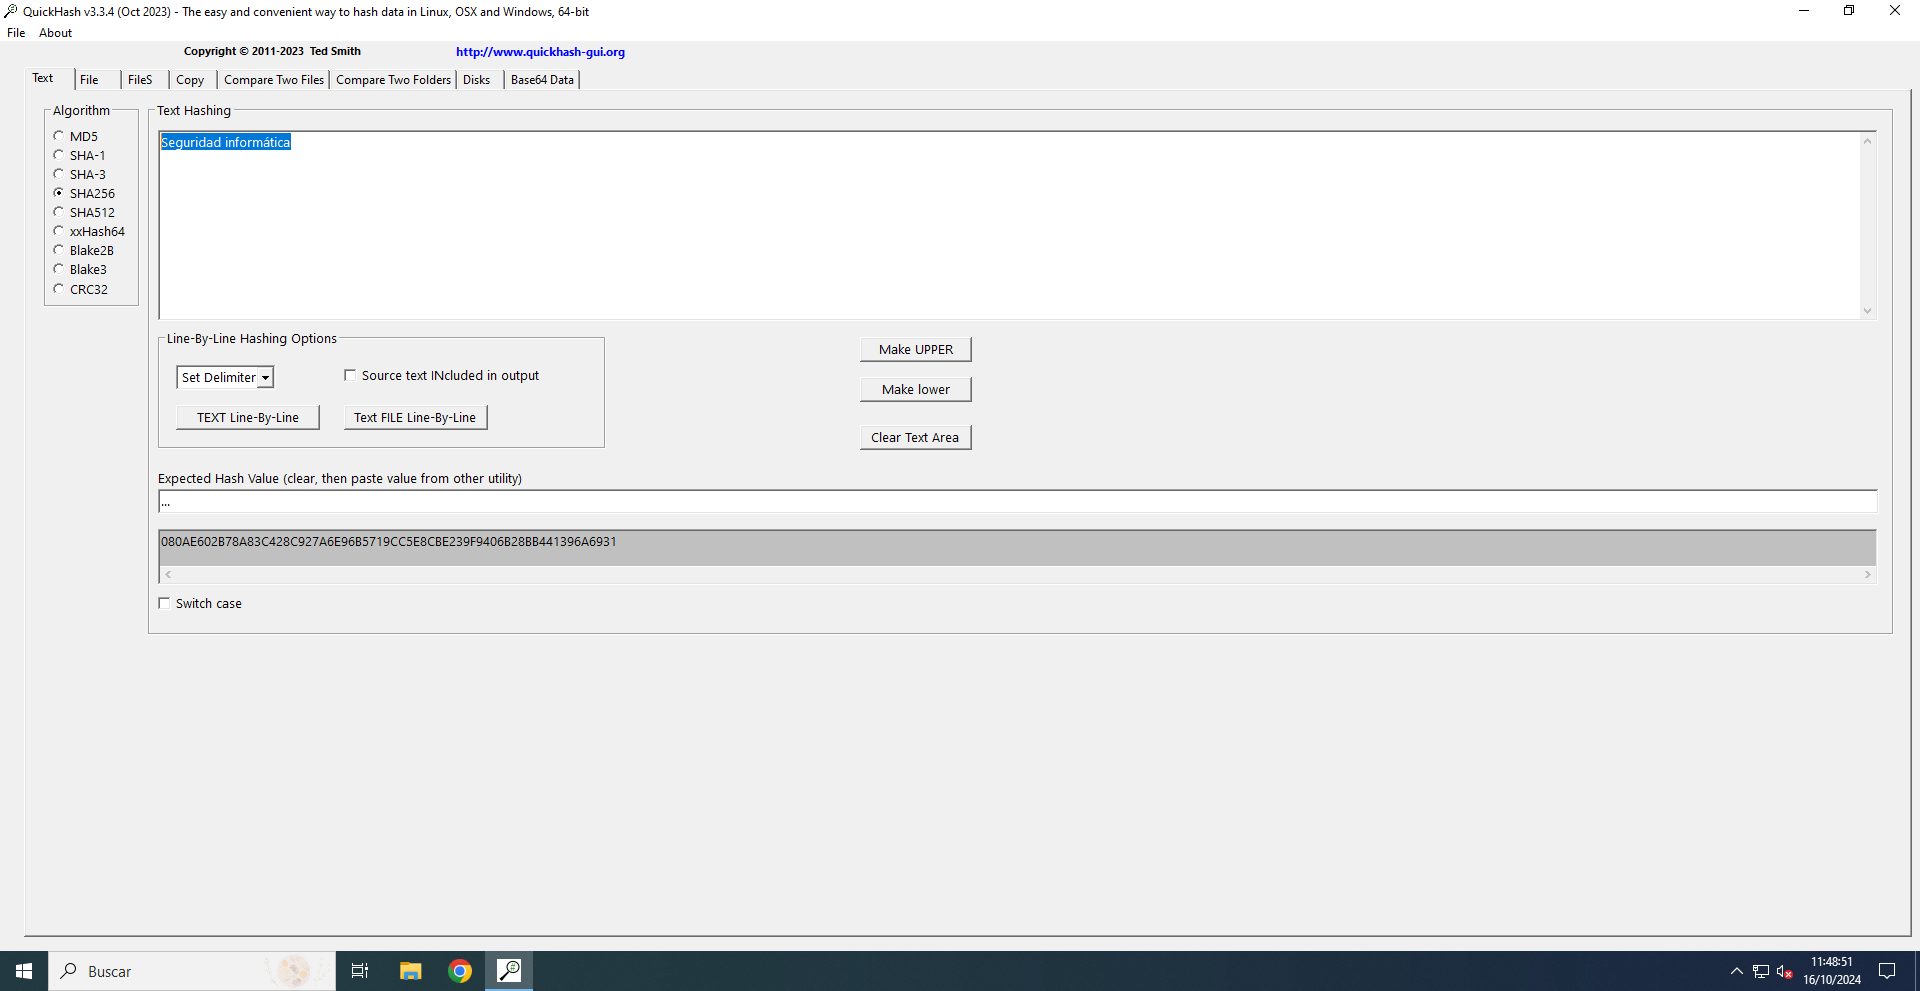 QuickHash v3.3.4 (Oct 2023) - The easy and convenient way to hash data in Linux, OSX and Windows, 64-bit
File About
Copyright © 2011-2023 Ted Smith http://www.quickhash-gui.org
Text File FileS Copy Compare Two Files Compare Two Folders Disks Base64 Data
Algorithm
MD5
SHA-1
SHA-3
SHA256
SHA512
xxHash64
Blake2B
Blake3
CRC32
Text Hashing
Seguridad informática
Line-By-Line Hashing Options
Set Delimiter
Source text INcluded in output
TEXT Line-By-Line
Text FILE Line-By-Line
Make UPPER
Make lower
Clear Text Area
Expected Hash Value (clear, then paste value from other utility)
...
080AE602B78A83C428C927A6E96B5719CC5E8CBE239F9406B28BB441396A6931
Switch case
Buscar
11:48:51
16/10/2024